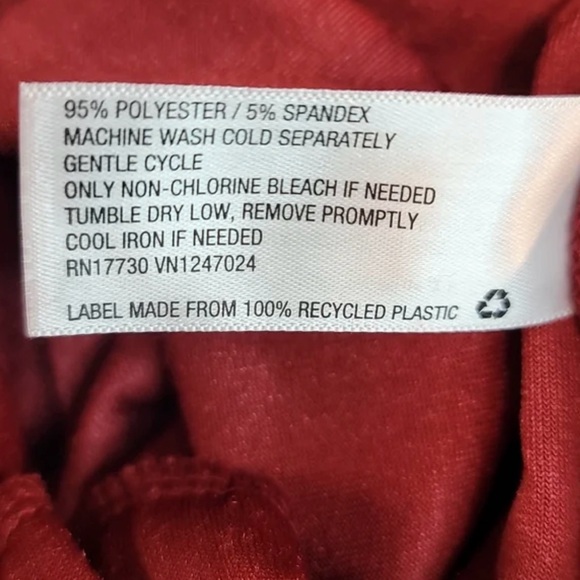 95% POLYESTER / 5% SPANDEX
MACHINE WASH COLD SEPARATELY
GENTLE CYCLE
ONLY NON-CHLORINE BLEACH IF NEEDED
TUMBLE DRY LOW, REMOVE PROMPTLY
COOL IRON IF NEEDED
RN17730 VN1247024
LABEL MADE FROM 100% RECYCLED PLASTIC